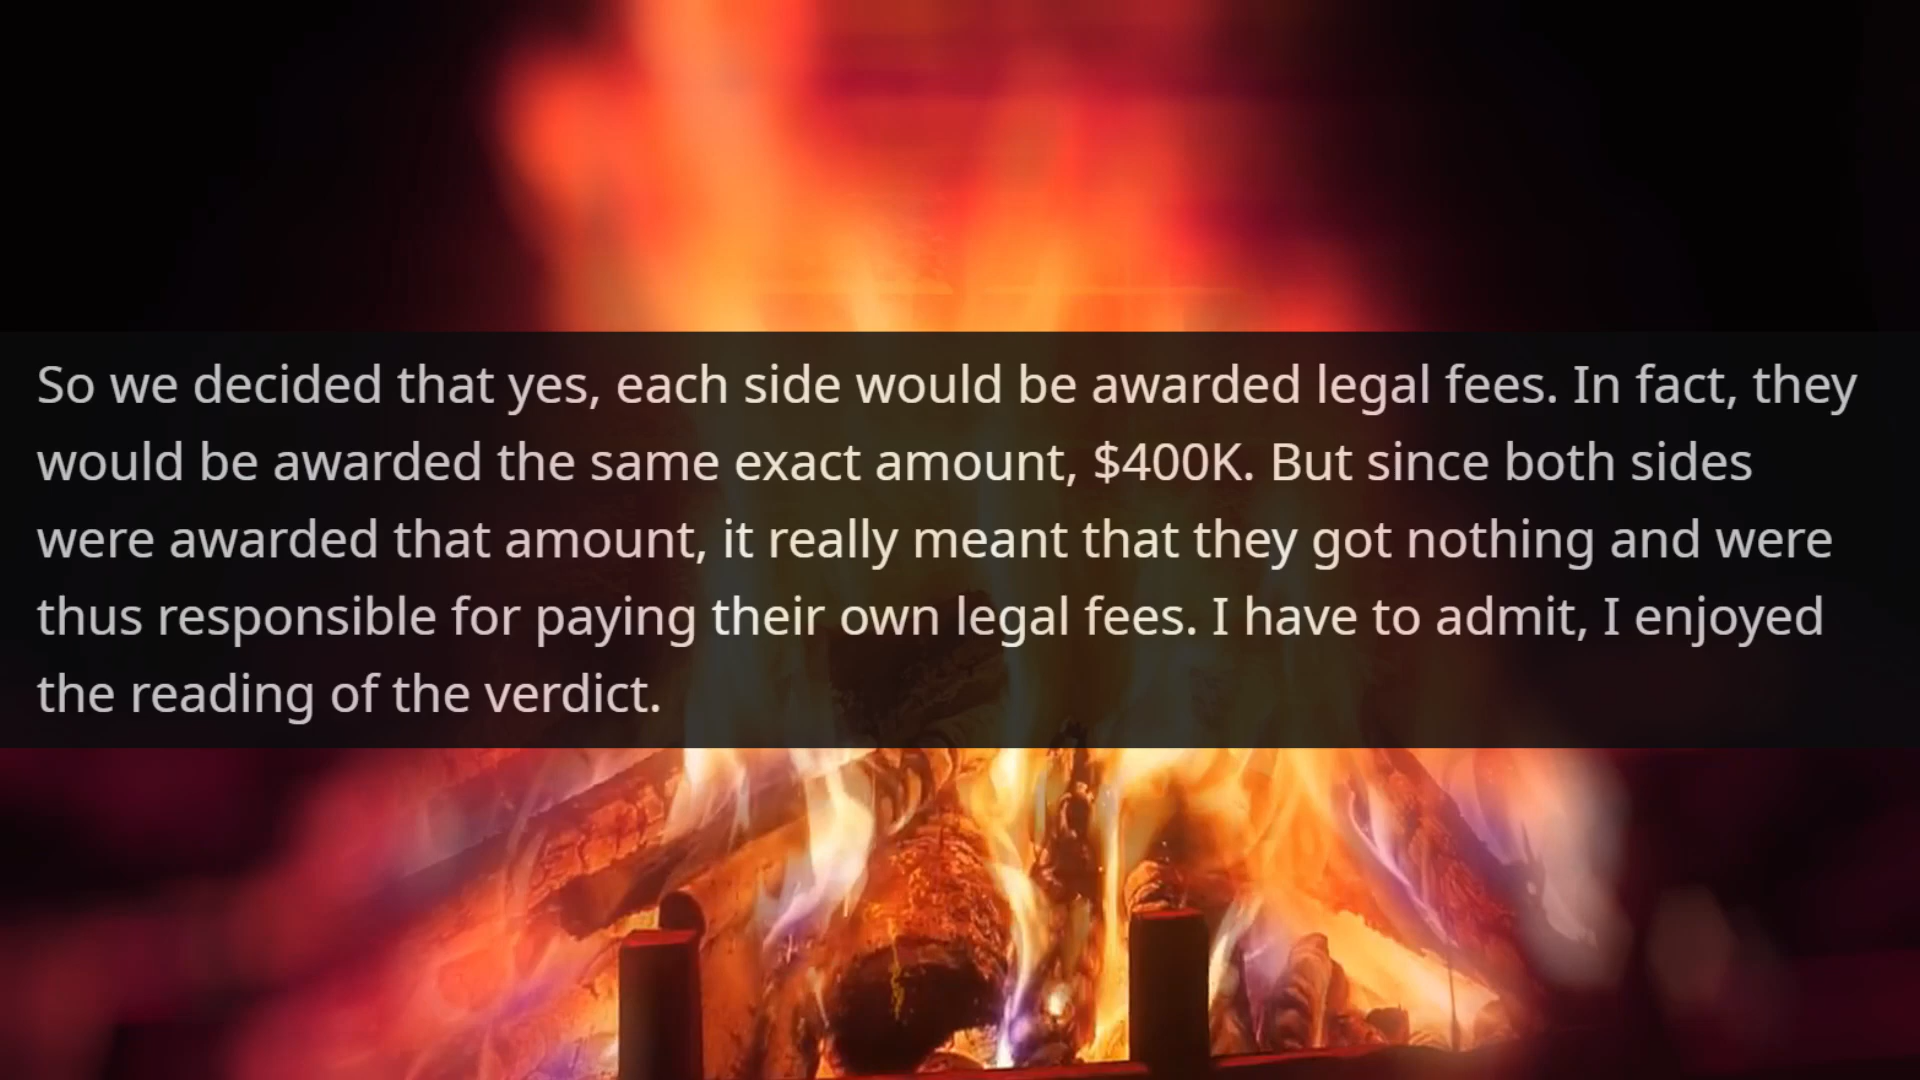 So we decided that yes, each side would be awarded legal fees. In fact, they
would be awarded the same exact amount, $400K. But since both sides
were awarded that amount, it really meant that they got nothing and were
thus responsible for paying their own legal fees. I have to admit, I enjoyed
the reading of the verdict.